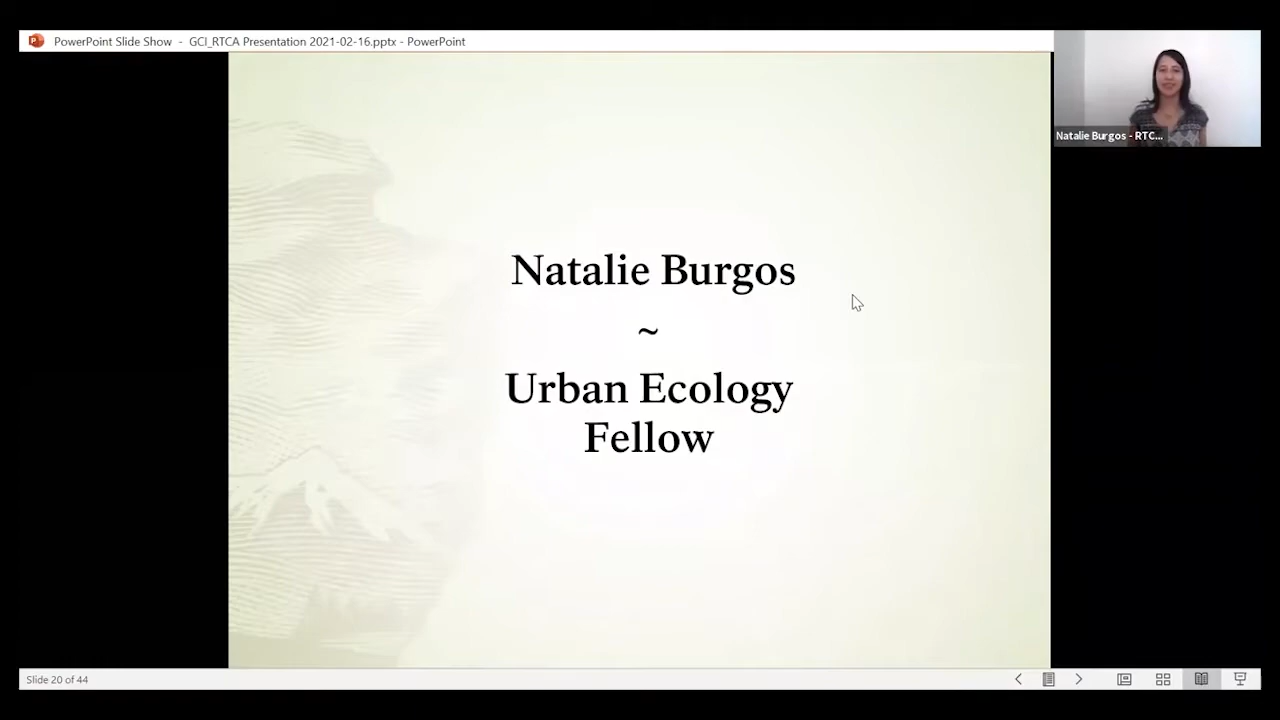 PowerPoint Slide Show - GCI_RTCA Presentation 2021-02-16.pptx - PowerPoint
Natalie Burgos - RTC...
Natalie Burgos
~
Urban Ecology
Fellow
Slide 20 of 44